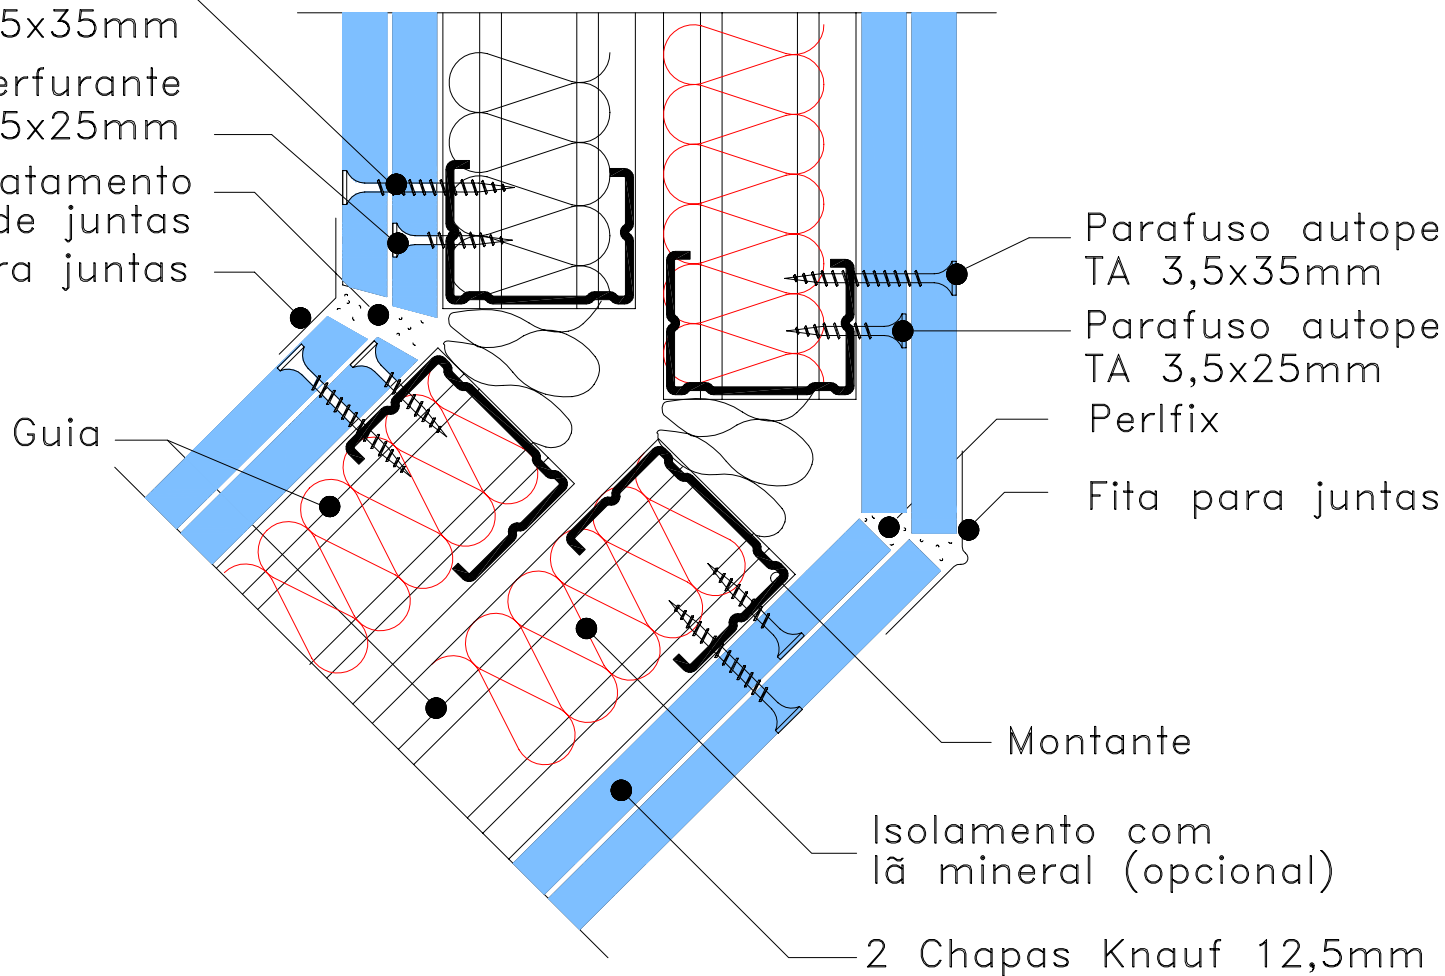 5x35mm
erfurante
5x25mm
atamento
de juntas
ra juntas
Guia
Parafuso autope
TA 3,5x35mm
Parafuso autope
TA 3,5x25mm
Perlfix
Fita para juntas
Montante
Isolamento com
lã mineral (opcional)
2 Chapas Knauf 12,5mm